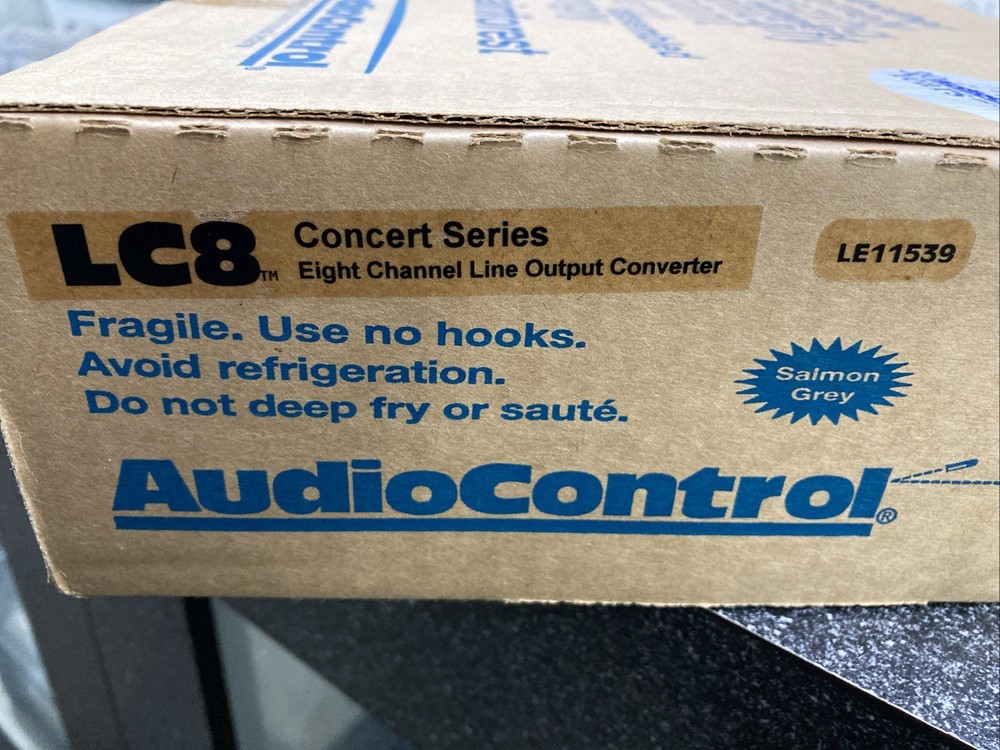 LC8™
Concert Series
Eight Channel Line Output Converter
LE11539
Fragile. Use no hooks.
Avoid refrigeration.
Do not deep fry or sauté.
Salmon
Grey
AudioControl®